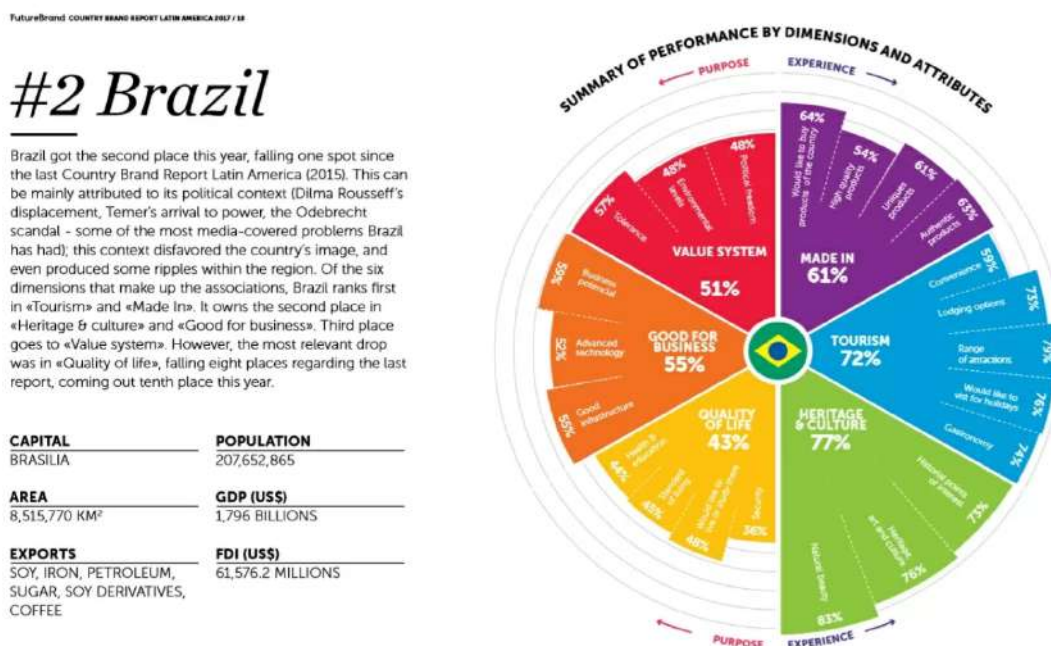 FutureBrand COUNTRY BRAND REPORT LATIN AMERICA 2017 / 18
#2 Brazil
Brazil got the second place this year, falling one spot since
the last Country Brand Report Latin America (2015). This can
be mainly attributed to its political context (Dilma Rousseff's
displacement, Temer's arrival to power, the Odebrecht
scandal - some of the most media-covered problems Brazil
has had); this context disfavored the country's image, and
even produced some ripples within the region. Of the six
dimensions that make up the associations, Brazil ranks first
in «Tourism» and «Made In». It owns the second place in
«Heritage & culture» and «Good for business». Third place
goes to «Value system». However, the most relevant drop
was in «Quality of life», falling eight places regarding the last
report, coming out tenth place this year.
CAPITAL
BRASILIA
POPULATION
207,652,865
AREA
8,515,770 KM²
GDP (US$)
1,796 BILLIONS
EXPORTS
SOY, IRON, PETROLEUM,
SUGAR, SOY DERIVATIVES,
COFFEE
FDI (US$)
61,576.2 MILLIONS
SUMMARY OF PERFORMANCE BY DIMENSIONS AND ATTRIBUTES
PURPOSE
EXPERIENCE
MADE IN
61%
64%
Would like to buy
products of the country
54%
High quality
products
61%
Uniques
products
63%
Authentic
products
TOURISM
72%
59%
Convenience
75%
Lodging options
79%
Range
of attractions
76%
Would like to
visit for holidays
74%
Gastronomy
HERITAGE
& CULTURE
77%
73%
Historial points
of interest
76%
Heritage,
art and culture
83%
Natural beauty
QUALITY
OF LIFE
43%
36%
Security
48%
Would like to
live in
45%
Standard
of living
44%
Health &
education
GOOD FOR
BUSINESS
55%
55%
Good
52%
Advanced
technology
59%
Business
potencial
VALUE SYSTEM
51%
57%
Tolerance
48%
Environmental
levels
48%
Political freedom
PURPOSE
EXPERIENCE